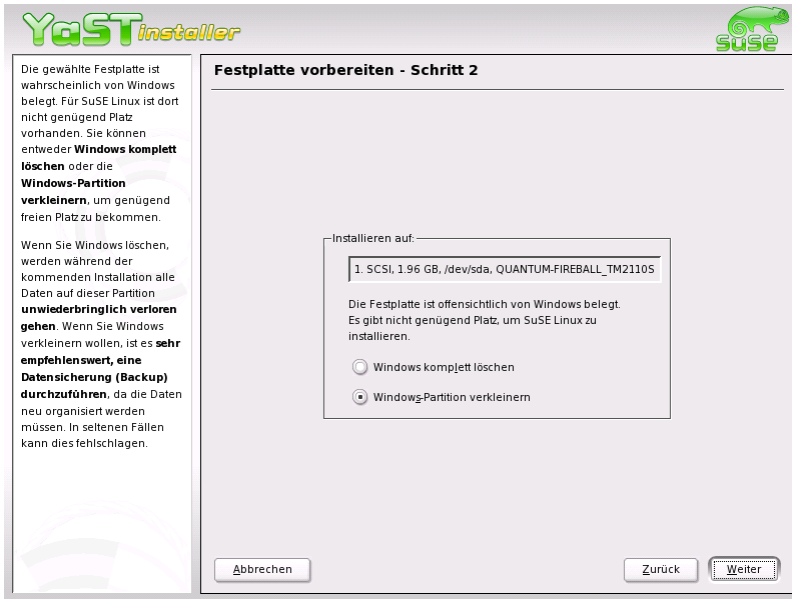 YaST installer
SuSE
Die gewählte Festplatte ist
wahrscheinlich von Windows
belegt. Für SuSE Linux ist dort
nicht genügend Platz
vorhanden. Sie können
entweder Windows komplett
löschen oder die
Windows-Partition
verkleinern, um genügend
freien Platz zu bekommen.
Wenn Sie Windows löschen,
werden während der
kommenden Installation alle
Daten auf dieser Partition
unwiederbringlich verloren
gehen. Wenn Sie Windows
verkleinern wollen, ist es sehr
empfehlenswert, eine
Datensicherung (Backup)
durchzuführen, da die Daten
neu organisiert werden
müssen. In seltenen Fällen
kann dies fehlschlagen.
Festplatte vorbereiten - Schritt 2
Installieren auf:
1. SCSI, 1.96 GB, /dev/sda, QUANTUM-FIREBALL_TM2110S
Die Festplatte ist offensichtlich von Windows belegt.
Es gibt nicht genügend Platz, um SuSE Linux zu
installieren.
Windows komplett löschen
Windows-Partition verkleinern
Abbrechen
Zurück
Weiter